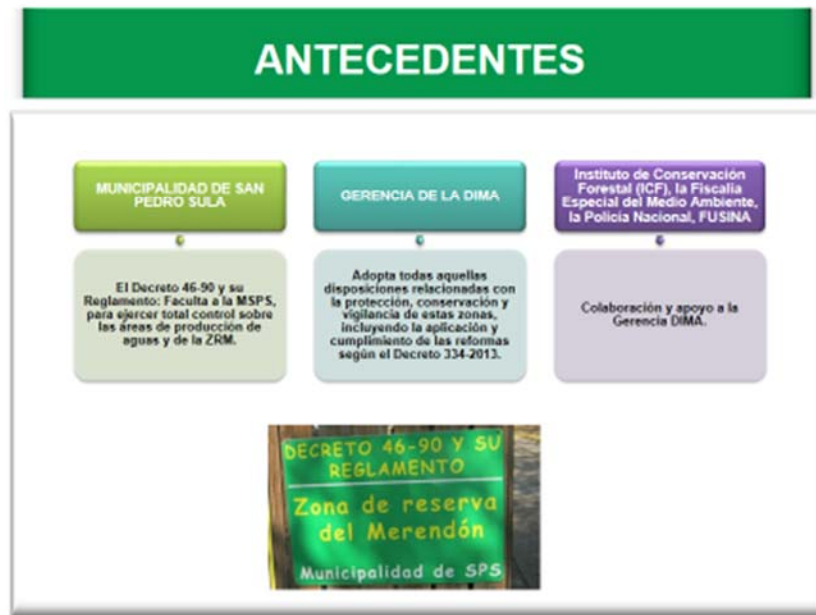 ANTECEDENTES
MUNICIPALIDAD DE SAN
PEDRO SULA
El Decreto 46-90 y su
Reglamento: Faculta a la MSPS,
para ejercer total control sobre
las áreas de producción de
aguas y de la ZRM.
GERENCIA DE LA DIMA
Adopta todas aquellas
disposiciones relacionadas con
la protección, conservación y
vigilancia de estas zonas,
incluyendo la aplicación y
cumplimiento de las reformas
según el Decreto 334-2013.
Instituto de Conservación
Forestal (ICF), la Fiscalía
Especial del Medio Ambiente,
la Policía Nacional, FUSINA
Colaboración y apoyo a la
Gerencia DIMA.
DECRETO 46-90 Y SU
REGLAMENTO
Zona de reserva
del Merendón
Municipalidad de SPS